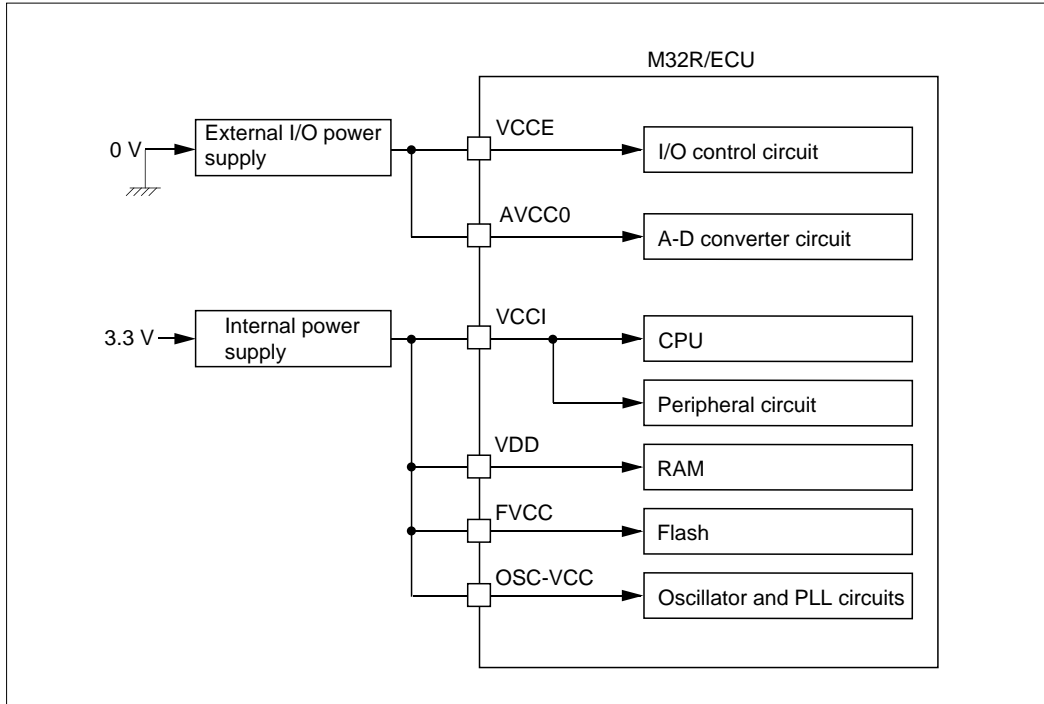 M32R/ECU
External I/O power
supply
0 V
VCCE
I/O control circuit
AVCC0
A-D converter circuit
3.3 V
Internal power
supply
VCCI
CPU
Peripheral circuit
VDD
RAM
FVCC
Flash
OSC-VCC
Oscillator and PLL circuits